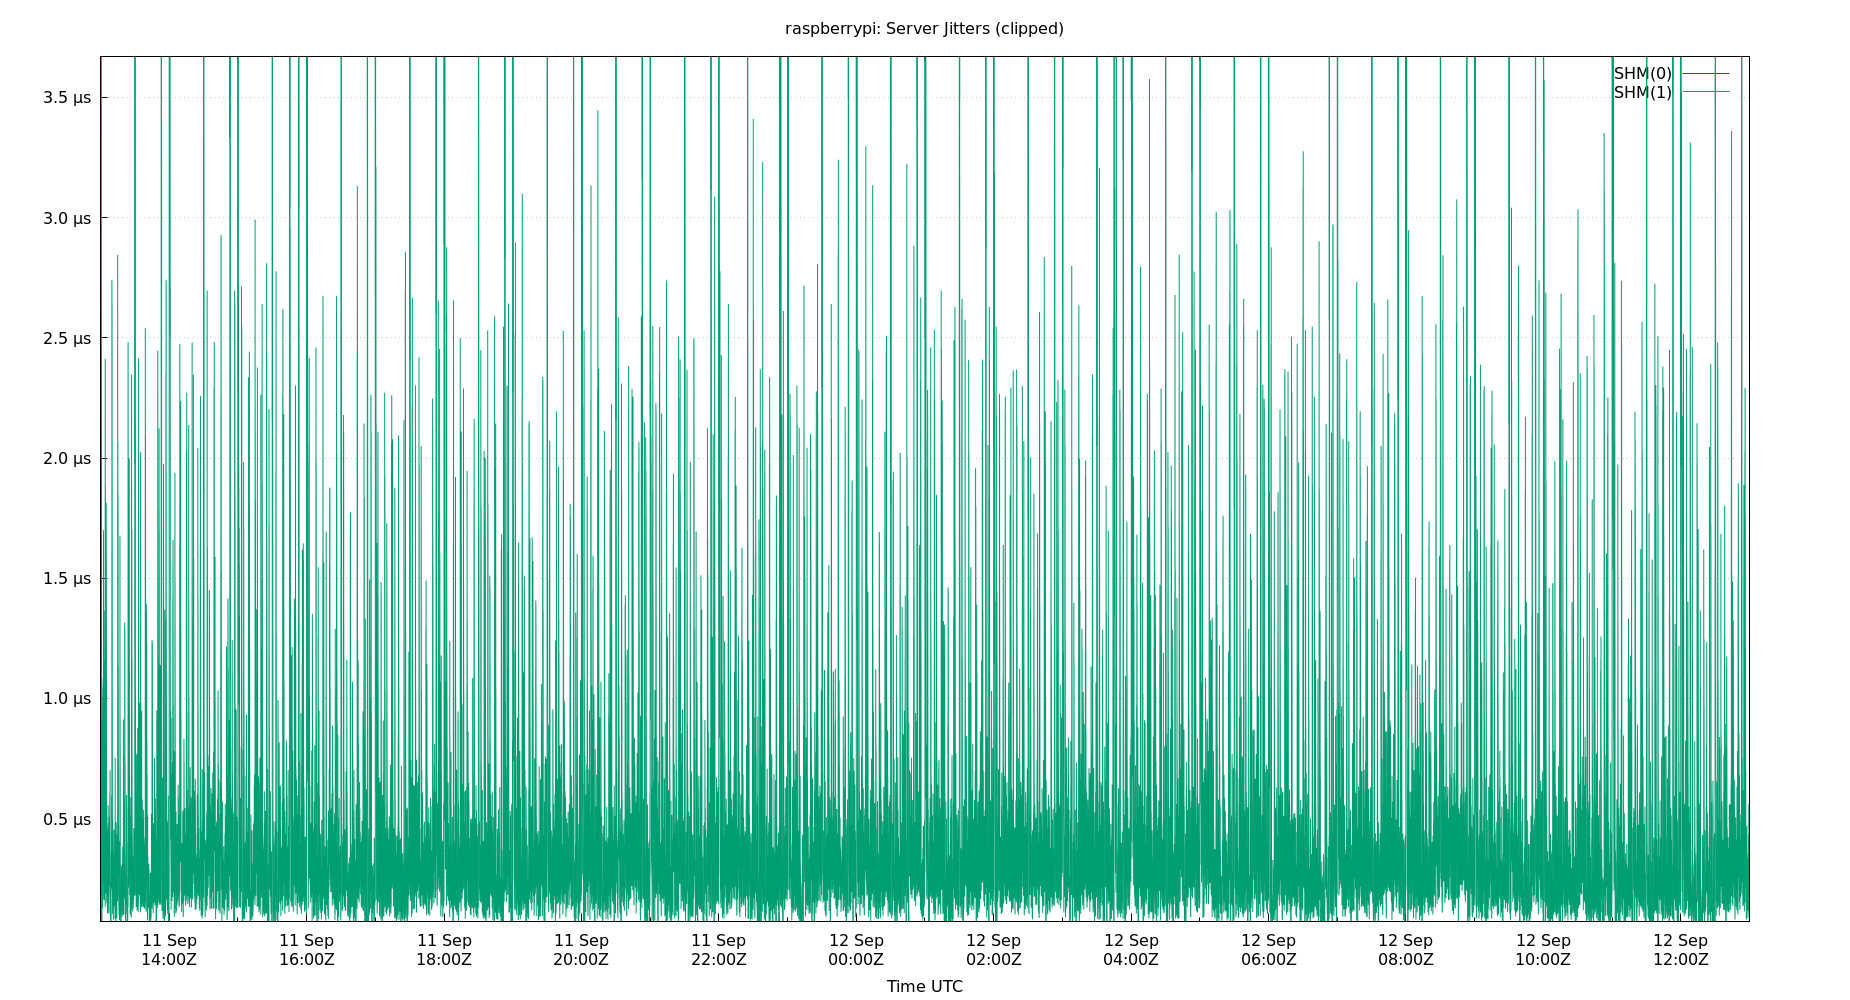 raspberrypi: Server Jitters (clipped)
SHM(0)
SHM(1)
3.5 µs
3.0 µs
2.5 µs
2.0 µs
1.5 µs
1.0 µs
0.5 µs
11 Sep 11 Sep 11 Sep 11 Sep 11 Sep 12 Sep 12 Sep 12 Sep 12 Sep 12 Sep 12 Sep 12 Sep
14:00Z 16:00Z 18:00Z 20:00Z 22:00Z 00:00Z 02:00Z 04:00Z 06:00Z 08:00Z 10:00Z 12:00Z
Time UTC